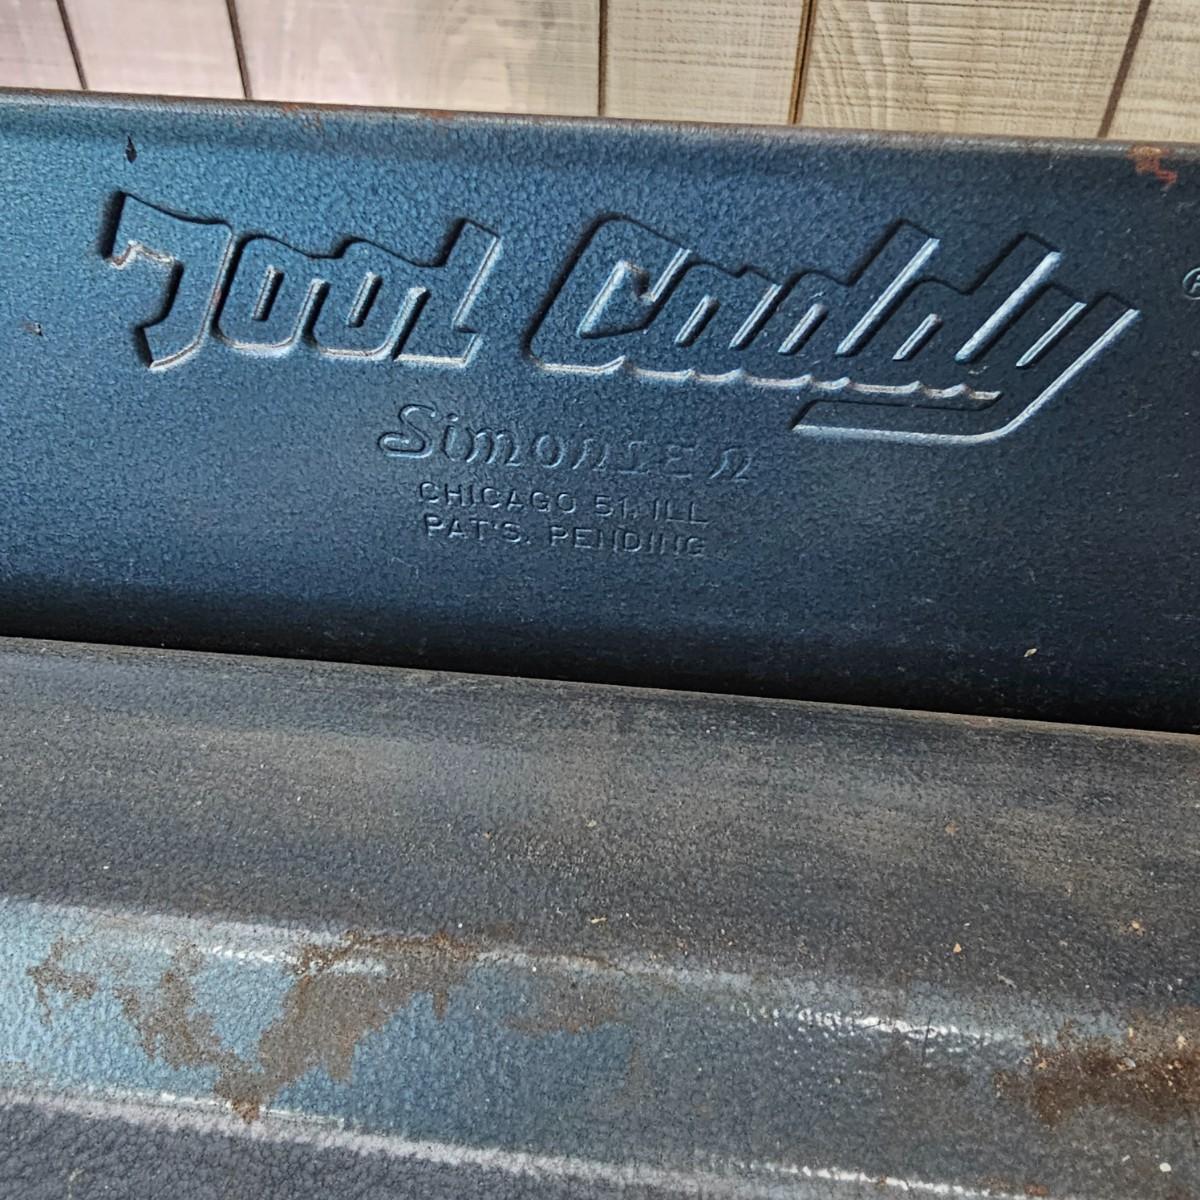 Tool Caddy ®
Simonsen
CHICAGO 51, ILL
PAT'S. PENDING